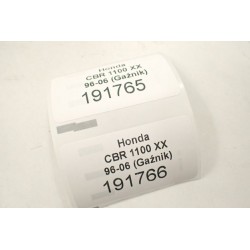 Honda
CBR 1100 XX
96-06 (Gaźnik)
191765
Honda
CBR 1100 XX
96-06 (Gaźnik)
191766